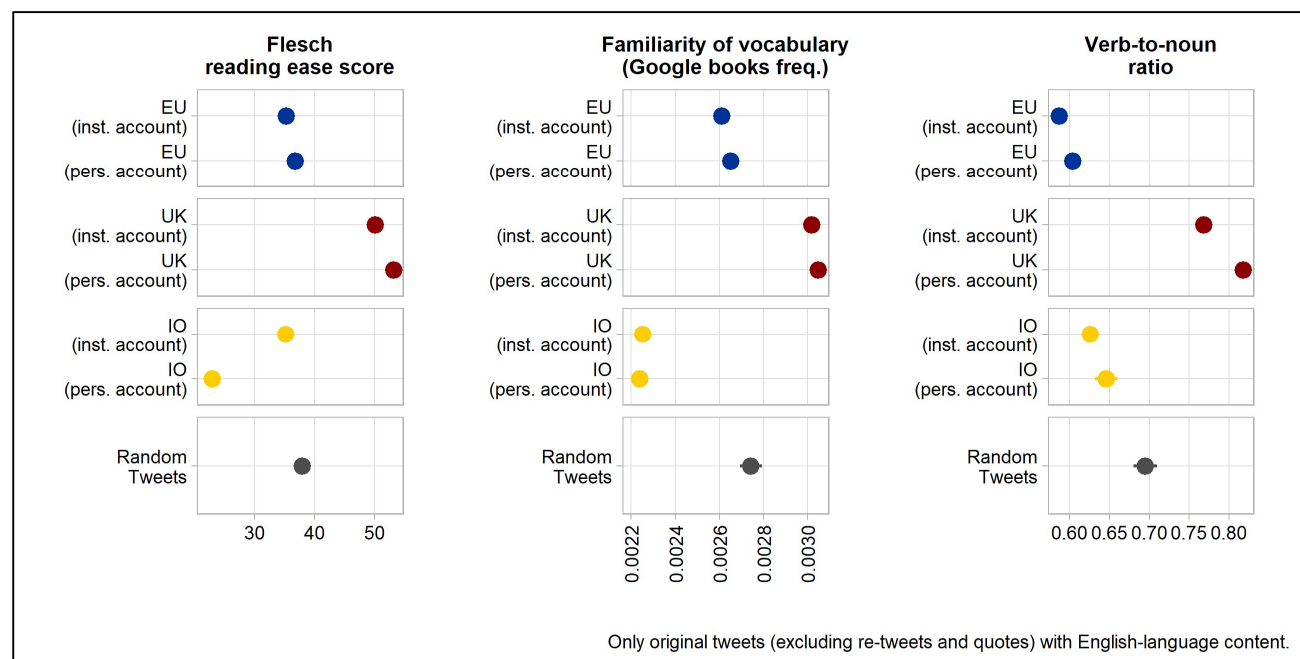 Flesch
reading ease score
EU
(inst. account)
EU
(pers. account)
UK
(inst. account)
UK
(pers. account)
IO
(inst. account)
IO
(pers. account)
Random
Tweets
30 40 50
Familiarity of vocabulary
(Google books freq.)
EU
(inst. account)
EU
(pers. account)
UK
(inst. account)
UK
(pers. account)
IO
(inst. account)
IO
(pers. account)
Random
Tweets
0.0022
0.0024
0.0026
0.0028
0.0030
Verb-to-noun
ratio
EU
(inst. account)
EU
(pers. account)
UK
(inst. account)
UK
(pers. account)
IO
(inst. account)
IO
(pers. account)
Random
Tweets
0.60 0.65 0.70 0.75 0.80
Only original tweets (excluding re-tweets and quotes) with English-language content.